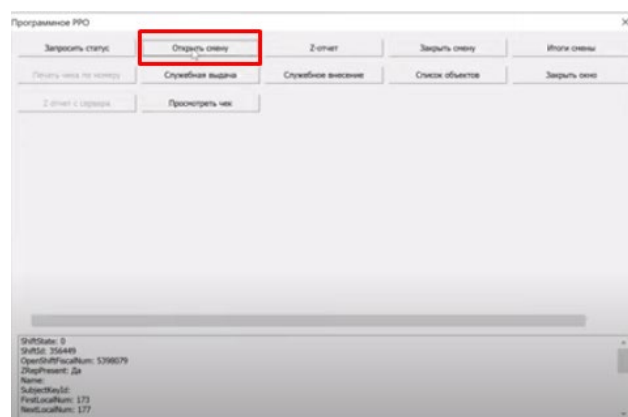 Программное РРО
Запросить статус Открыть смену Z-отчет Закрыть смену Итоги смены
Печать чека по номеру Служебная выдача Служебное внесение Список объектов Закрыть окно
Z отчет с сервера Просмотреть чек
ShiftState: 0
ShiftId: 356449
OpenShiftFiscalNum: 5398079
ZRepPresent: Да
Name:
SubjectKeyId:
FirstLocalNum: 173
NextLocalNum: 177